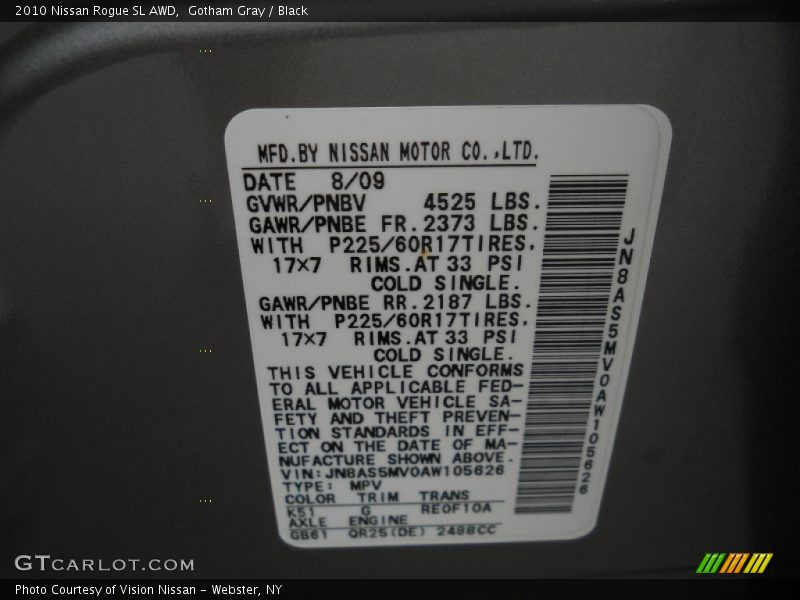 2010 Nissan Rogue SL AWD,  Gotham Gray / Black
MFD.BY NISSAN MOTOR CO.,LTD.
DATE 8/09
GVWR/PNBV 4525 LBS.
GAWR/PNBE FR.2373 LBS.
WITH P225/60R17TIRES,
17×7 RIMS.AT 33 PSI
COLD SINGLE.
GAWR/PNBE RR.2187 LBS.
WITH P225/60R17TIRES,
17×7 RIMS.AT 33 PSI
COLD SINGLE.
THIS VEHICLE CONFORMS
TO ALL APPLICABLE FED-
ERAL MOTOR VEHICLE SA-
FETY AND THEFT PREVEN-
TION STANDARDS IN EFF-
ECT ON THE DATE OF MA-
NUFACTURE SHOWN ABOVE.
VIN:JN8AS5MV0AW105626
TYPE: MPV
COLOR TRIM TRANS
K51 G RE0F10A
AXLE ENGINE
GB61 QR25(DE) 2488CC
JN8AS5MV0AW105626
GTCARLOT.COM
Photo Courtesy of Vision Nissan - Webster, NY